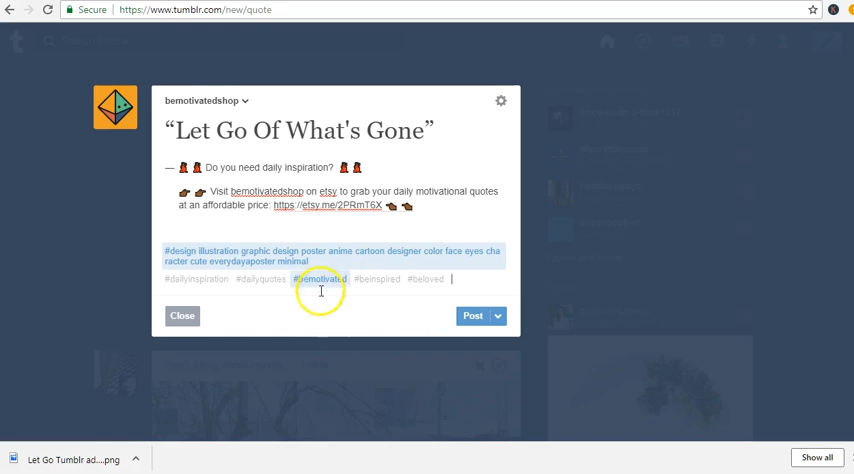 Secure | https://www.tumblr.com/new/quote
bemotivatedshop
“Let Go Of What's Gone”
— Do you need daily inspiration?
Visit bemotivatedshop on etsy to grab your daily motivational quotes
at an affordable price: https://etsy.me/2PRmT6X
#design illustration graphic design poster anime cartoon designer color face eyes cha
racter cute everydayaposter minimal
#dailyinspiration #dailyquotes #bemotivated #beinspired #beloved
Close
Post
Let Go Tumblr ad....png
Show all